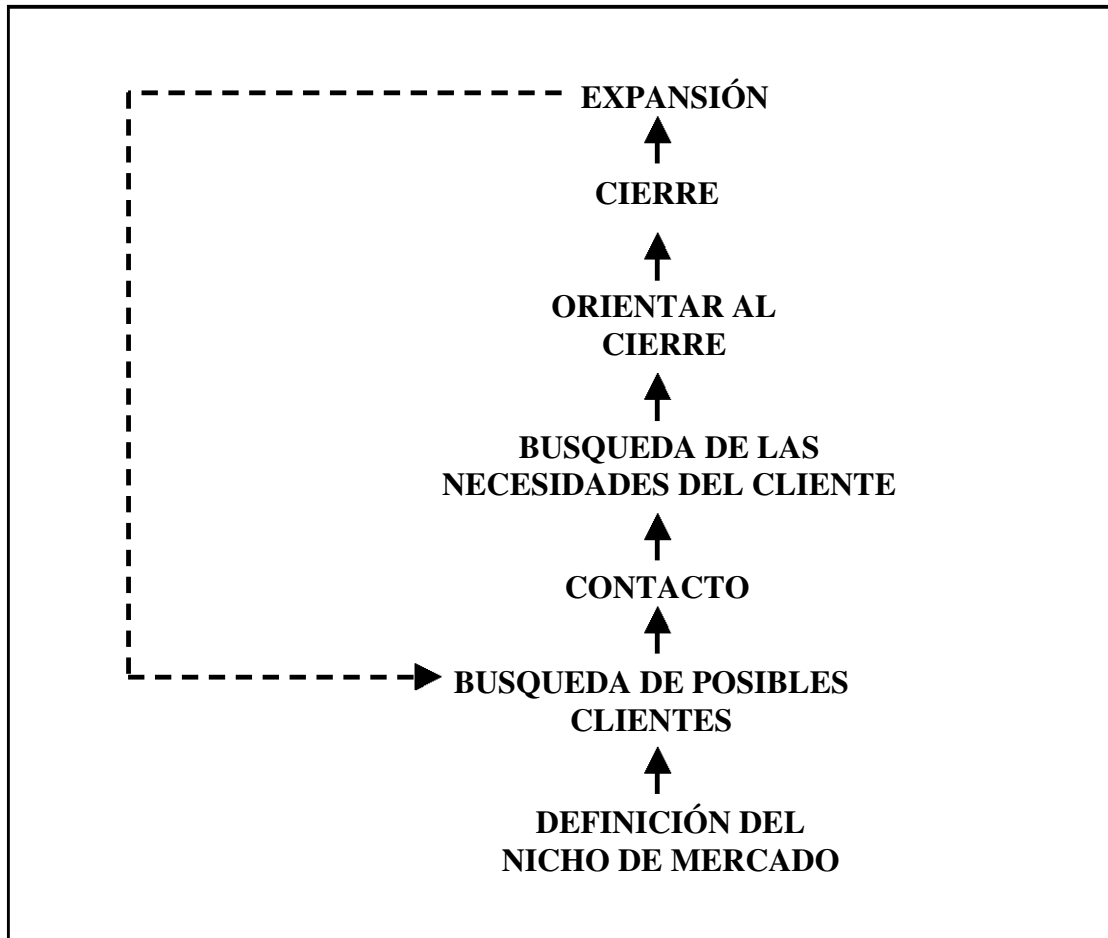 EXPANSIÓN
CIERRE
ORIENTAR AL
CIERRE
BUSQUEDA DE LAS
NECESIDADES DEL CLIENTE
CONTACTO
BUSQUEDA DE POSIBLES
CLIENTES
DEFINICIÓN DEL
NICHO DE MERCADO